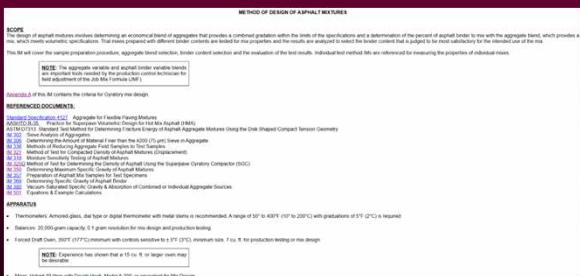 METHOD OF DESIGN OF ASPHALT MIXTURES
SCOPE
The design of asphalt mixtures involves determining an economical blend of aggregates that provides a combined gradation within the limits of the specifications and a determination of the percent of asphalt binder to mix with the aggregate blend, which provides a
mix, which meets volumetric specifications. Trial mixes prepared with different binder contents are tested for mix properties and the results are analyzed to select the binder content that is judged to be most satisfactory for the intended use of the mix.
This IM will cover the sample preparation procedure, aggregate blend selection, binder content selection and the evaluation of the test results. Individual test method IMs are referenced for measuring the properties of individual mixes.
NOTE: The aggregate variable and asphalt binder variable blends
are important tools needed by the production control technician for
field adjustment of the Job Mix Formula (JMF).
Appendix A of this IM contains the criteria for Gyratory mix design.
REFERENCED DOCUMENTS:
Standard Specification 4127 Aggregate for Flexible Paving Mixtures
AASHTO R-35 Practice for Superpave Volumetric Design for Hot Mix Asphalt (HMA)
ASTM D7313 Standard Test Method for Determining Fracture Energy of Asphalt Aggregate Mixtures Using the Disk Shaped Compact Tension Geometry
IM 302 Sieve Analysis of Aggregates
IM 306 Determining the Amount of Material Finer than the #200 (75 µm) Sieve in Aggregate
IM 336 Methods of Reducing Aggregate Field Samples to Test Samples
IM 321 Method of Test for Compacted Density of Asphalt Mixtures (Displacement)
IM 319 Moisture Sensitivity Testing of Asphalt Mixtures
IM 325G Method of Test for Determining the Density of Asphalt Using the Superpave Gyratory Compactor (SGC)
IM 350 Determining Maximum Specific Gravity of Asphalt Mixtures
IM 357 Preparation of Asphalt Mix Samples for Test Specimens
IM 369 Determining Specific Gravity of Asphalt Binder
IM 380 Vacuum-Saturated Specific Gravity & Absorption of Combined or Individual Aggregate Sources
IM 501 Equations & Example Calculations
APPARATUS
• Thermometers: Armored-glass, dial type or digital thermometer with metal stems is recommended. A range of 50° to 400°F (10° to 200°C) with graduations of 5°F (2°C) is required
• Balances: 20,000-gram capacity, 0.1 gram resolution for mix design and production testing
• Forced Draft Oven, 350°F (177°C) minimum with controls sensitive to ± 5°F (3°C), minimum size, 7 cu. ft. for production testing or mix design
NOTE: Experience has shown that a 15 cu. ft. or larger oven may
be desirable